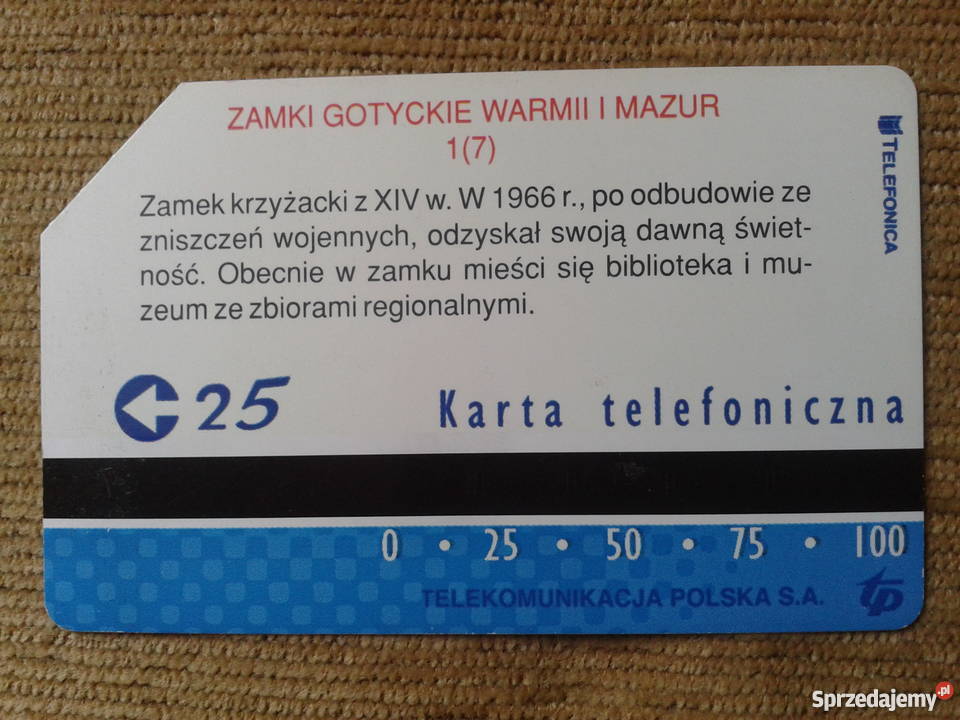 ZAMKI GOTYCKIE WARMII I MAZUR
1(7)
TELEFONICA
Zamek krzyżacki z XIV w. W 1966 r., po odbudowie ze
zniszczeń wojennych, odzyskał swoją dawną świet-
ność. Obecnie w zamku mieści się biblioteka i mu-
zeum ze zbiorami regionalnymi.
25
Karta telefoniczna
0 • 25 • 50 • 75 • 100
TELEKOMUNIKACJA POLSKA S.A. tp
Sprzedajemy.pl